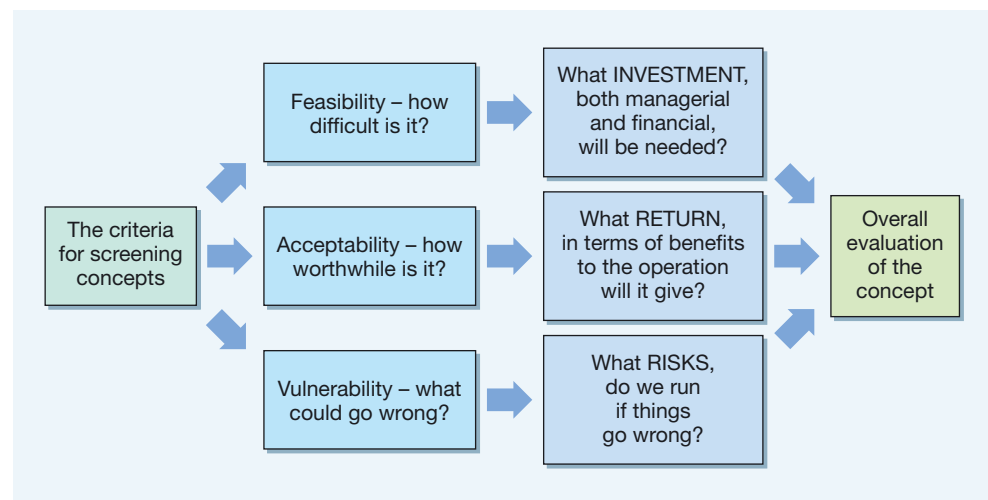 The criteria
for screening
concepts
Feasibility – how
difficult is it?
What INVESTMENT,
both managerial
and financial,
will be needed?
Acceptability – how
worthwhile is it?
What RETURN,
in terms of benefits
to the operation
will it give?
Vulnerability – what
could go wrong?
What RISKS,
do we run
if things
go wrong?
Overall
evaluation
of the
concept